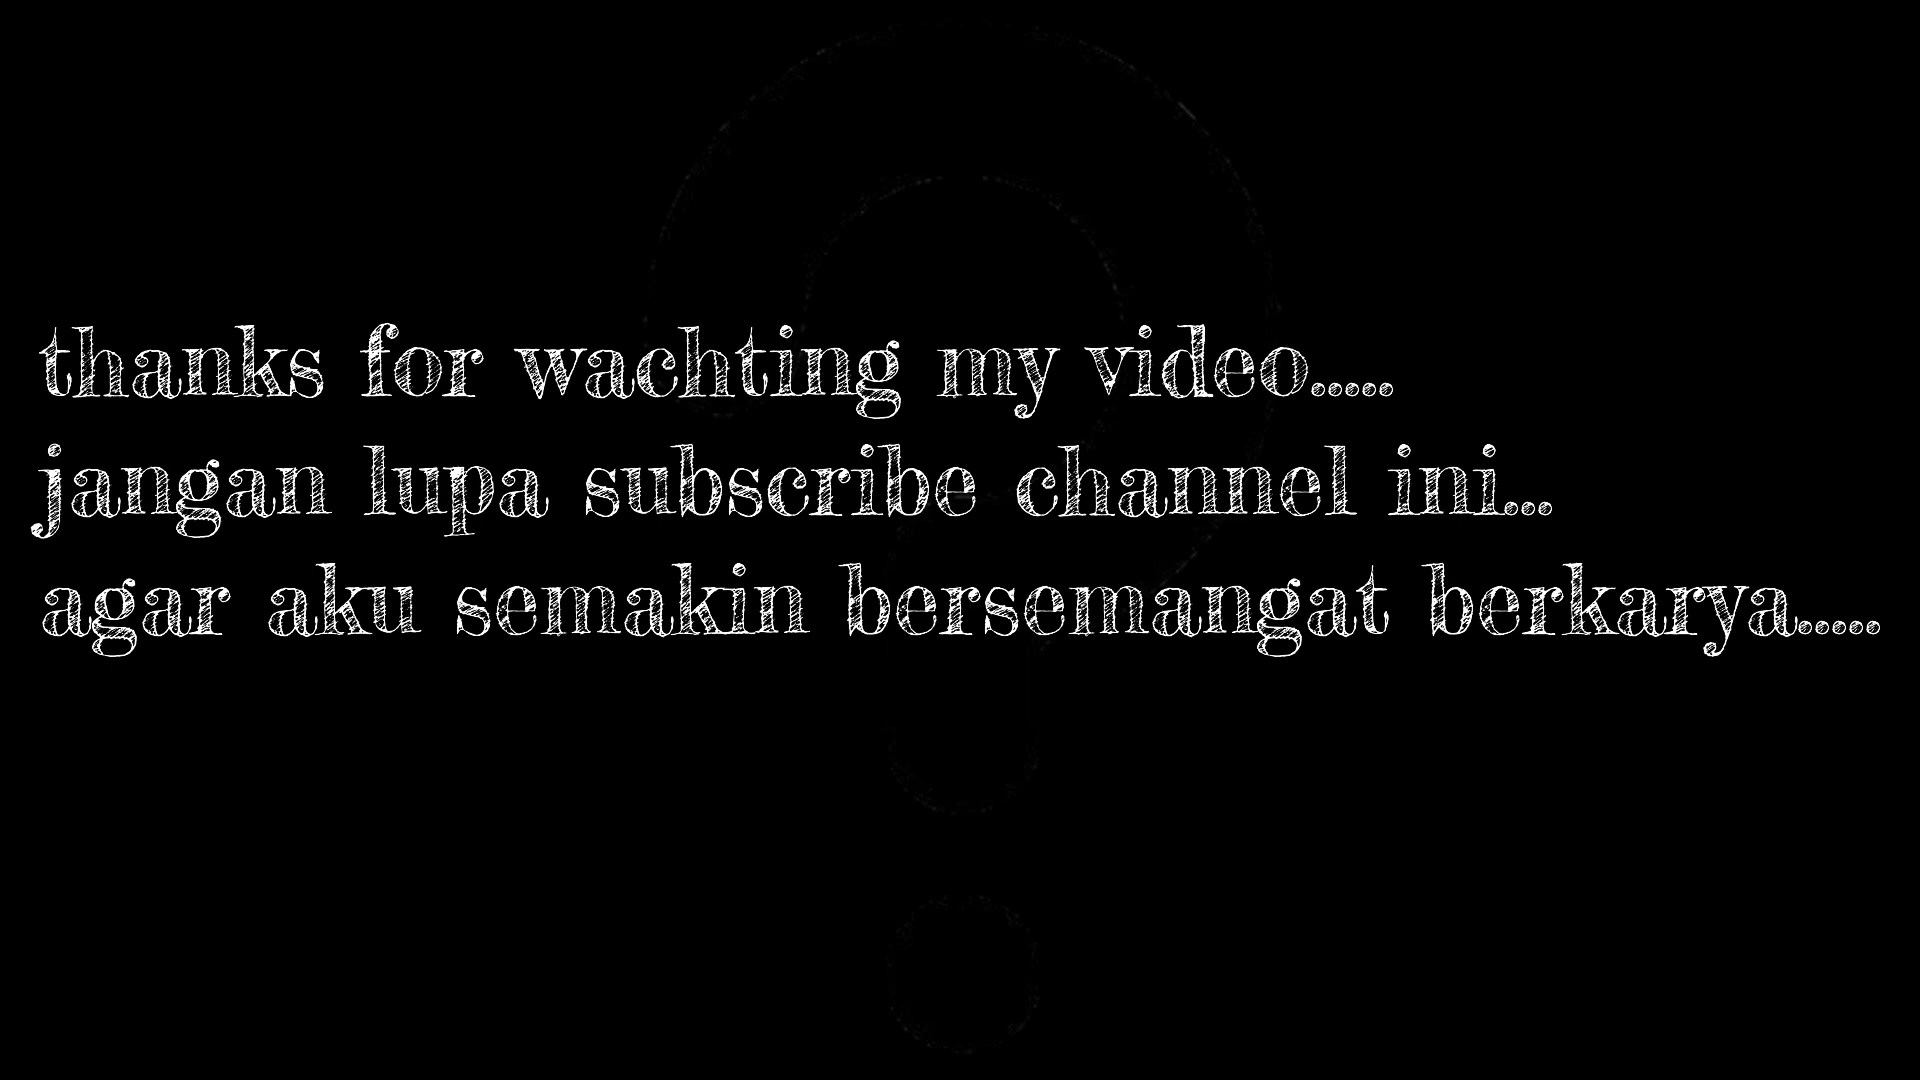 thanks for wachting my video.....
jangan lupa subscribe channel ini...
agar aku semakin bersemangat berkarya.....